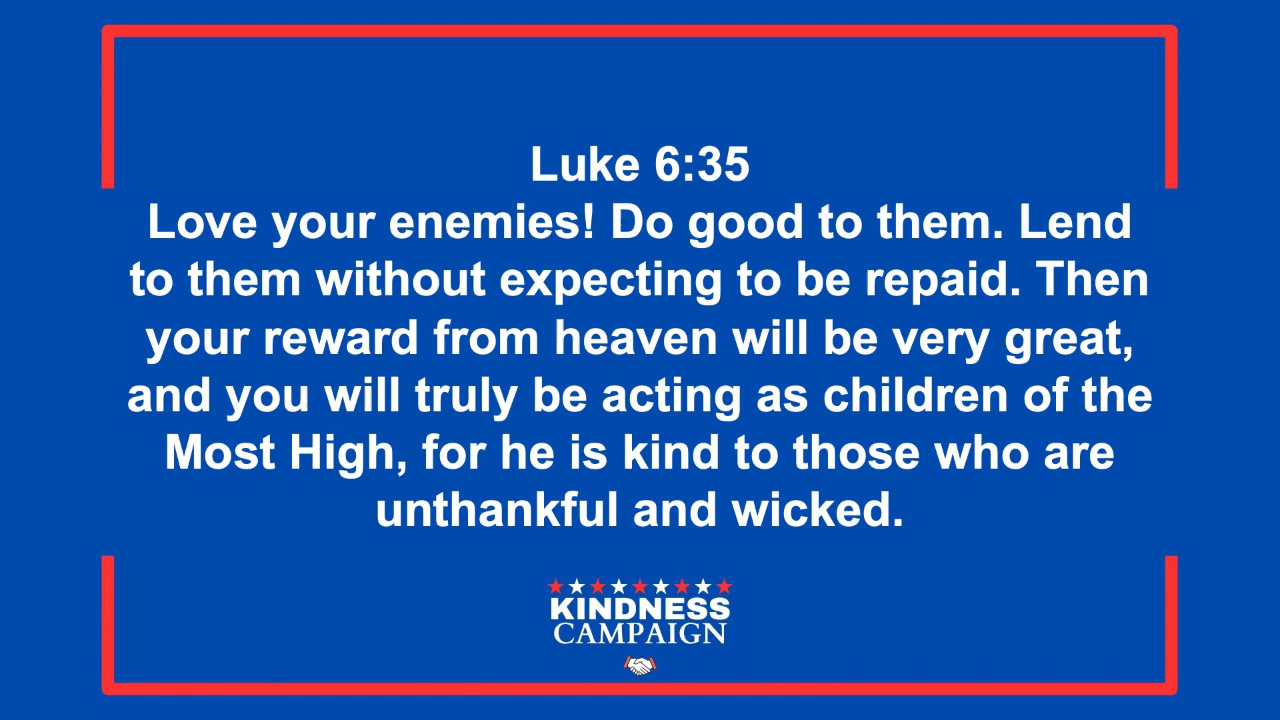 Luke 6:35
Love your enemies! Do good to them. Lend
to them without expecting to be repaid. Then
your reward from heaven will be very great,
and you will truly be acting as children of the
Most High, for he is kind to those who are
unthankful and wicked.
KINDNESS
CAMPAIGN